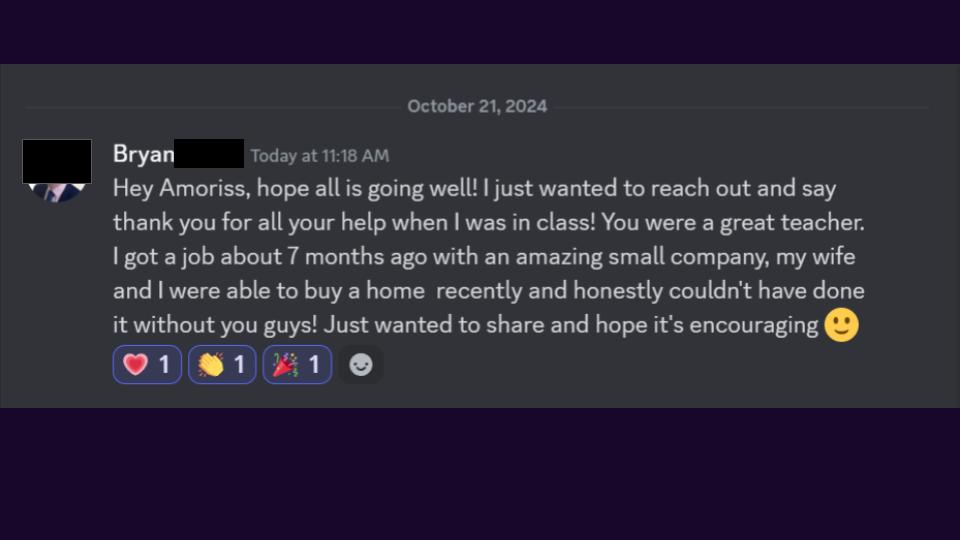 October 21, 2024
Bryan Today at 11:18 AM
Hey Amoriss, hope all is going well! I just wanted to reach out and say
thank you for all your help when I was in class! You were a great teacher.
I got a job about 7 months ago with an amazing small company, my wife
and I were able to buy a home  recently and honestly couldn't have done
it without you guys! Just wanted to share and hope it's encouraging 🙂
❤️ 1 👏 1 🎉 1